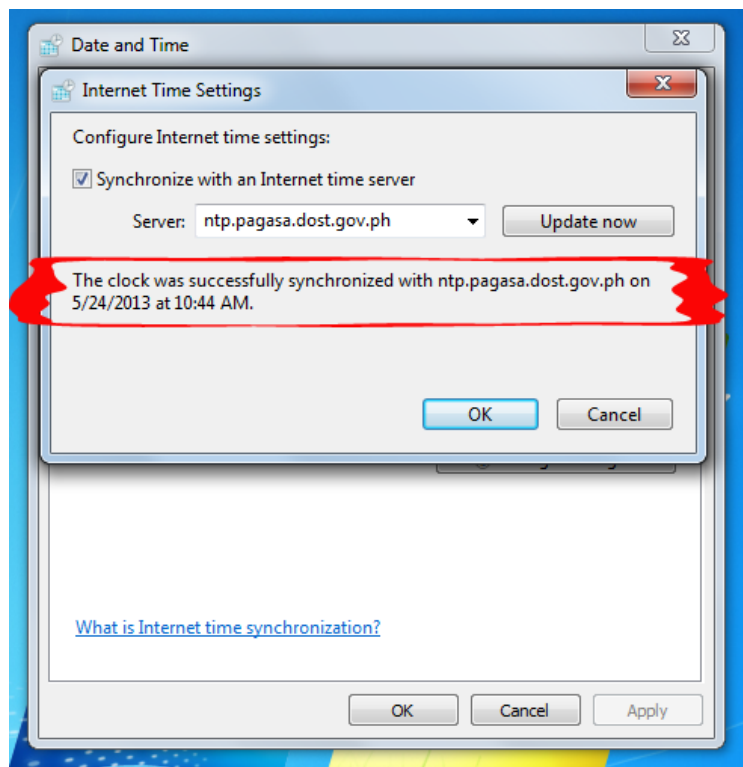 Date and Time
Internet Time Settings
Configure Internet time settings:
Synchronize with an Internet time server
Server: ntp.pagasa.dost.gov.ph Update now
The clock was successfully synchronized with ntp.pagasa.dost.gov.ph on
5/24/2013 at 10:44 AM.
OK Cancel
What is Internet time synchronization?
OK Cancel Apply